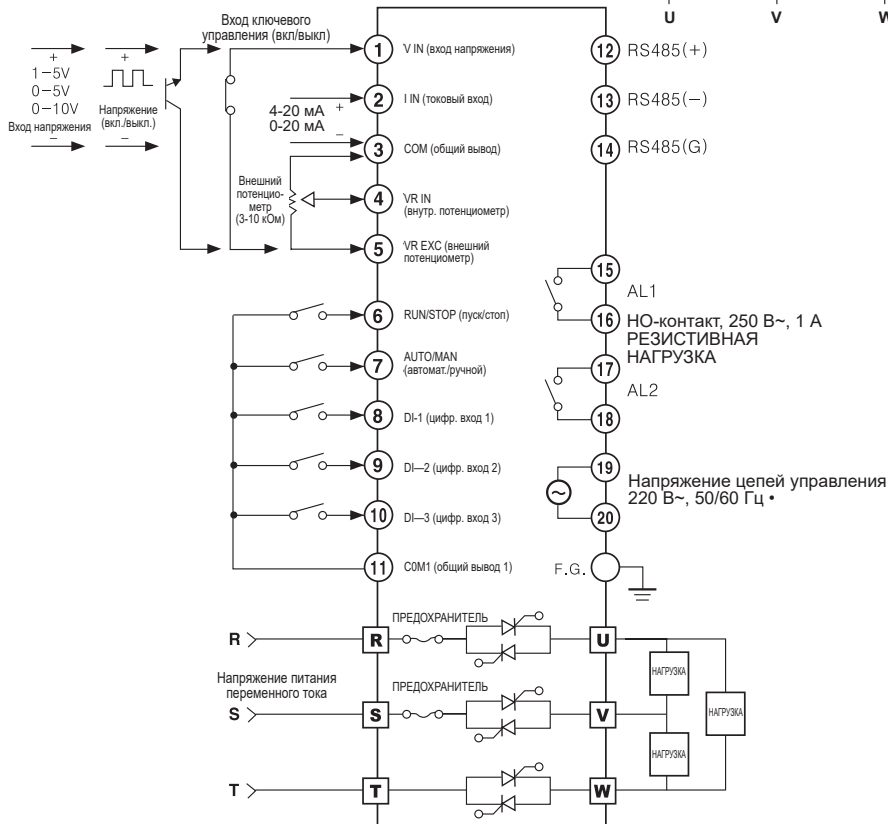 U V W
Вход ключевого
управления (вкл/выкл)
+
1-5V
0-5V
0-10V
Вход напряжения
−
+
Напряжение
(вкл./выкл.)
−
1 V IN (вход напряжения)
4-20 мА +
0-20 мА
−
2 I IN (токовый вход)
3 COM (общий вывод)
Внешний
потенцио-
метр
(3-10 кОм)
4 VR IN
(внутр. потенциометр)
5 VR EXC (внешний
потенциометр)
6 RUN/STOP (пуск/стоп)
7 AUTO/MAN
(автомат./ручной)
8 DI-1 (цифр. вход 1)
9 DI—2 (цифр. вход 2)
10 DI—3 (цифр. вход 3)
11 C0M1 (общий вывод 1)
12 RS485(+)
13 RS485(−)
14 RS485(G)
15
AL1
16 НО-контакт, 250 В~, 1 А
РЕЗИСТИВНАЯ
НАГРУЗКА
17
AL2
18
19
Напряжение цепей управления
220 В~, 50/60 Гц •
20
F.G.
ПРЕДОХРАНИТЕЛЬ
R R U
НАГРУЗКА
Напряжение питания
переменного тока
ПРЕДОХРАНИТЕЛЬ
S S V
НАГРУЗКА
НАГРУЗКА
T T W